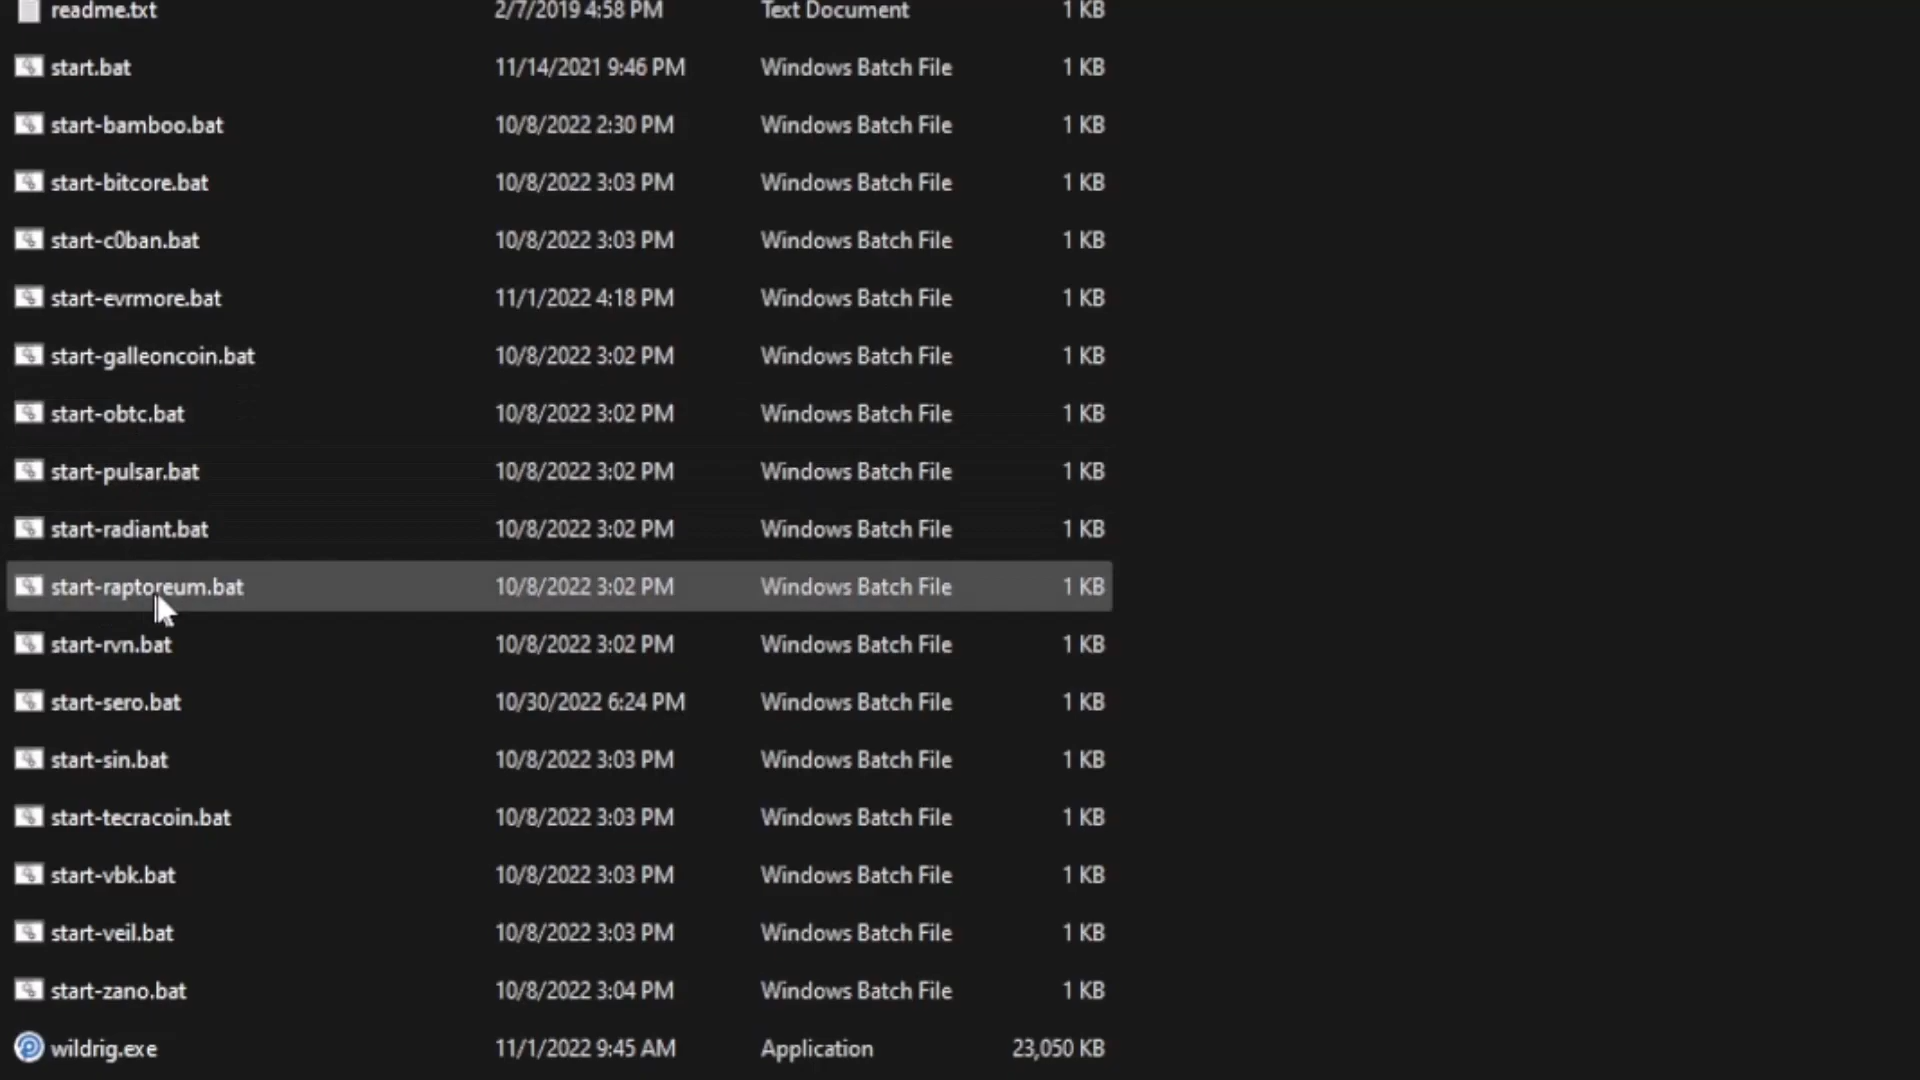 readme.txt 2/7/2019 4:58 PM Text Document 1 KB
start.bat 11/14/2021 9:46 PM Windows Batch File 1 KB
start-bamboo.bat 10/8/2022 2:30 PM Windows Batch File 1 KB
start-bitcore.bat 10/8/2022 3:03 PM Windows Batch File 1 KB
start-c0ban.bat 10/8/2022 3:03 PM Windows Batch File 1 KB
start-evrmore.bat 11/1/2022 4:18 PM Windows Batch File 1 KB
start-galleoncoin.bat 10/8/2022 3:02 PM Windows Batch File 1 KB
start-obtc.bat 10/8/2022 3:02 PM Windows Batch File 1 KB
start-pulsar.bat 10/8/2022 3:02 PM Windows Batch File 1 KB
start-radiant.bat 10/8/2022 3:02 PM Windows Batch File 1 KB
start-raptoreum.bat 10/8/2022 3:02 PM Windows Batch File 1 KB
start-rvn.bat 10/8/2022 3:02 PM Windows Batch File 1 KB
start-sero.bat 10/30/2022 6:24 PM Windows Batch File 1 KB
start-sin.bat 10/8/2022 3:03 PM Windows Batch File 1 KB
start-tecracoin.bat 10/8/2022 3:03 PM Windows Batch File 1 KB
start-vbk.bat 10/8/2022 3:03 PM Windows Batch File 1 KB
start-veil.bat 10/8/2022 3:03 PM Windows Batch File 1 KB
start-zano.bat 10/8/2022 3:04 PM Windows Batch File 1 KB
wildrig.exe 11/1/2022 9:45 AM Application 23,050 KB